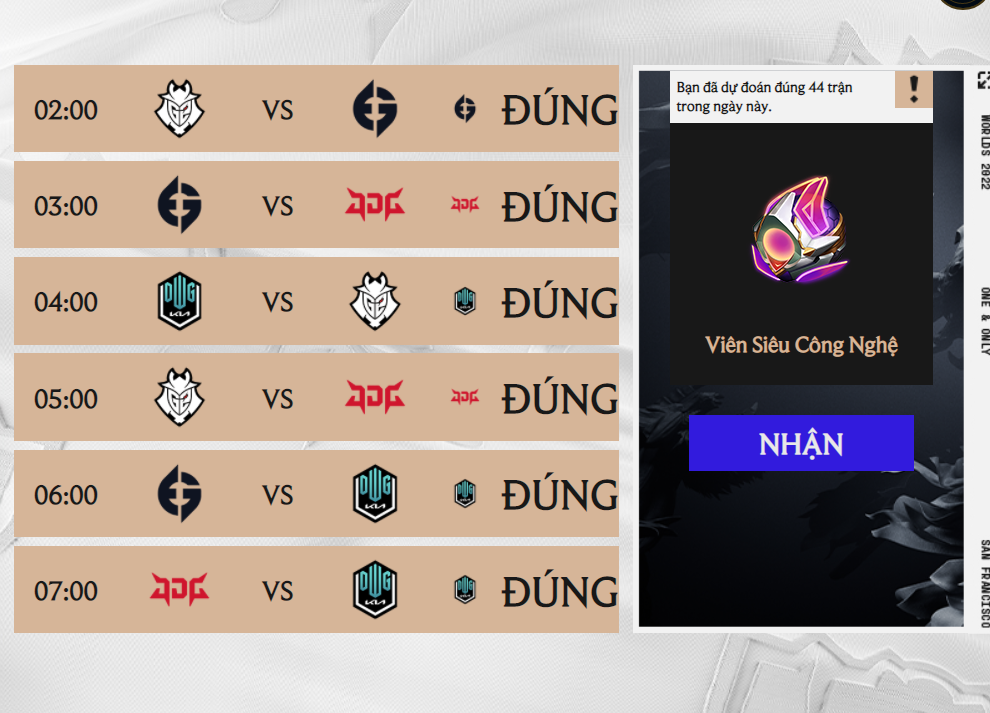 02:00 VS ĐÚNG
03:00 VS ĐÚNG
04:00 VS ĐÚNG
05:00 VS ĐÚNG
06:00 VS ĐÚNG
07:00 VS ĐÚNG
Bạn đã dự đoán đúng 44 trận
trong ngày này.
!
Viên Siêu Công Nghệ
NHẬN
WORLDS 2022
ONE & ONLY
SAN FRANCISCO